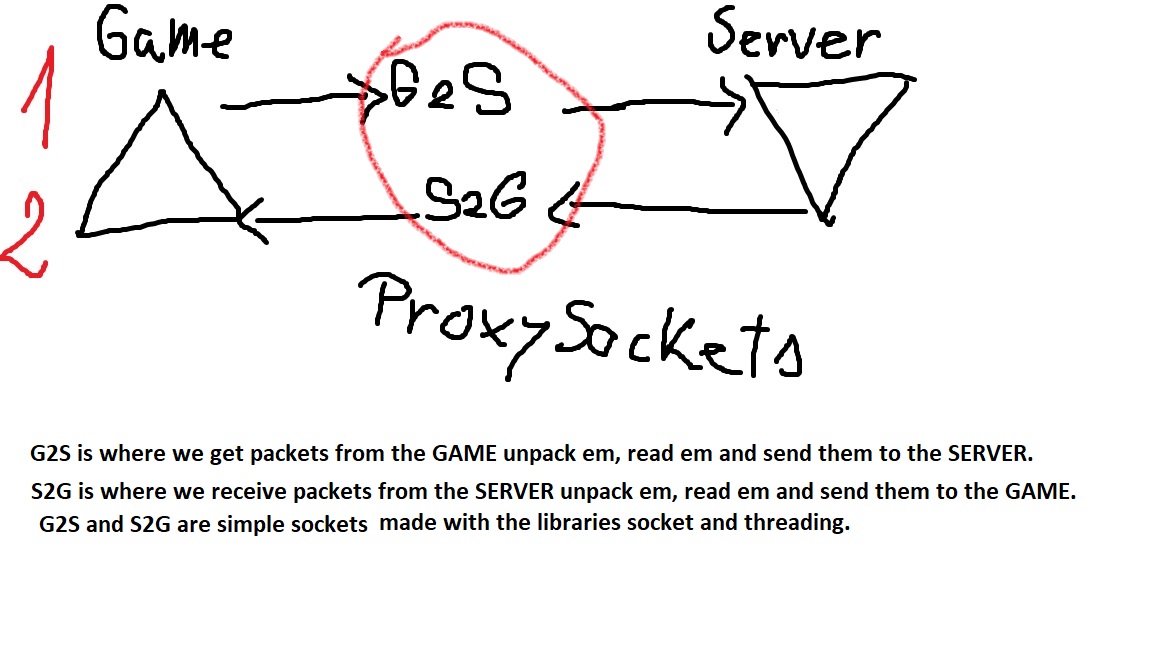 Game
Server
1
G2S
2
S2G
Proxy Sockets
G2S is where we get packets from the GAME unpack em, read em and send them to the SERVER.
S2G is where we receive packets from the SERVER unpack em, read em and send them to the GAME.
G2S and S2G are simple sockets made with the libraries socket and threading.